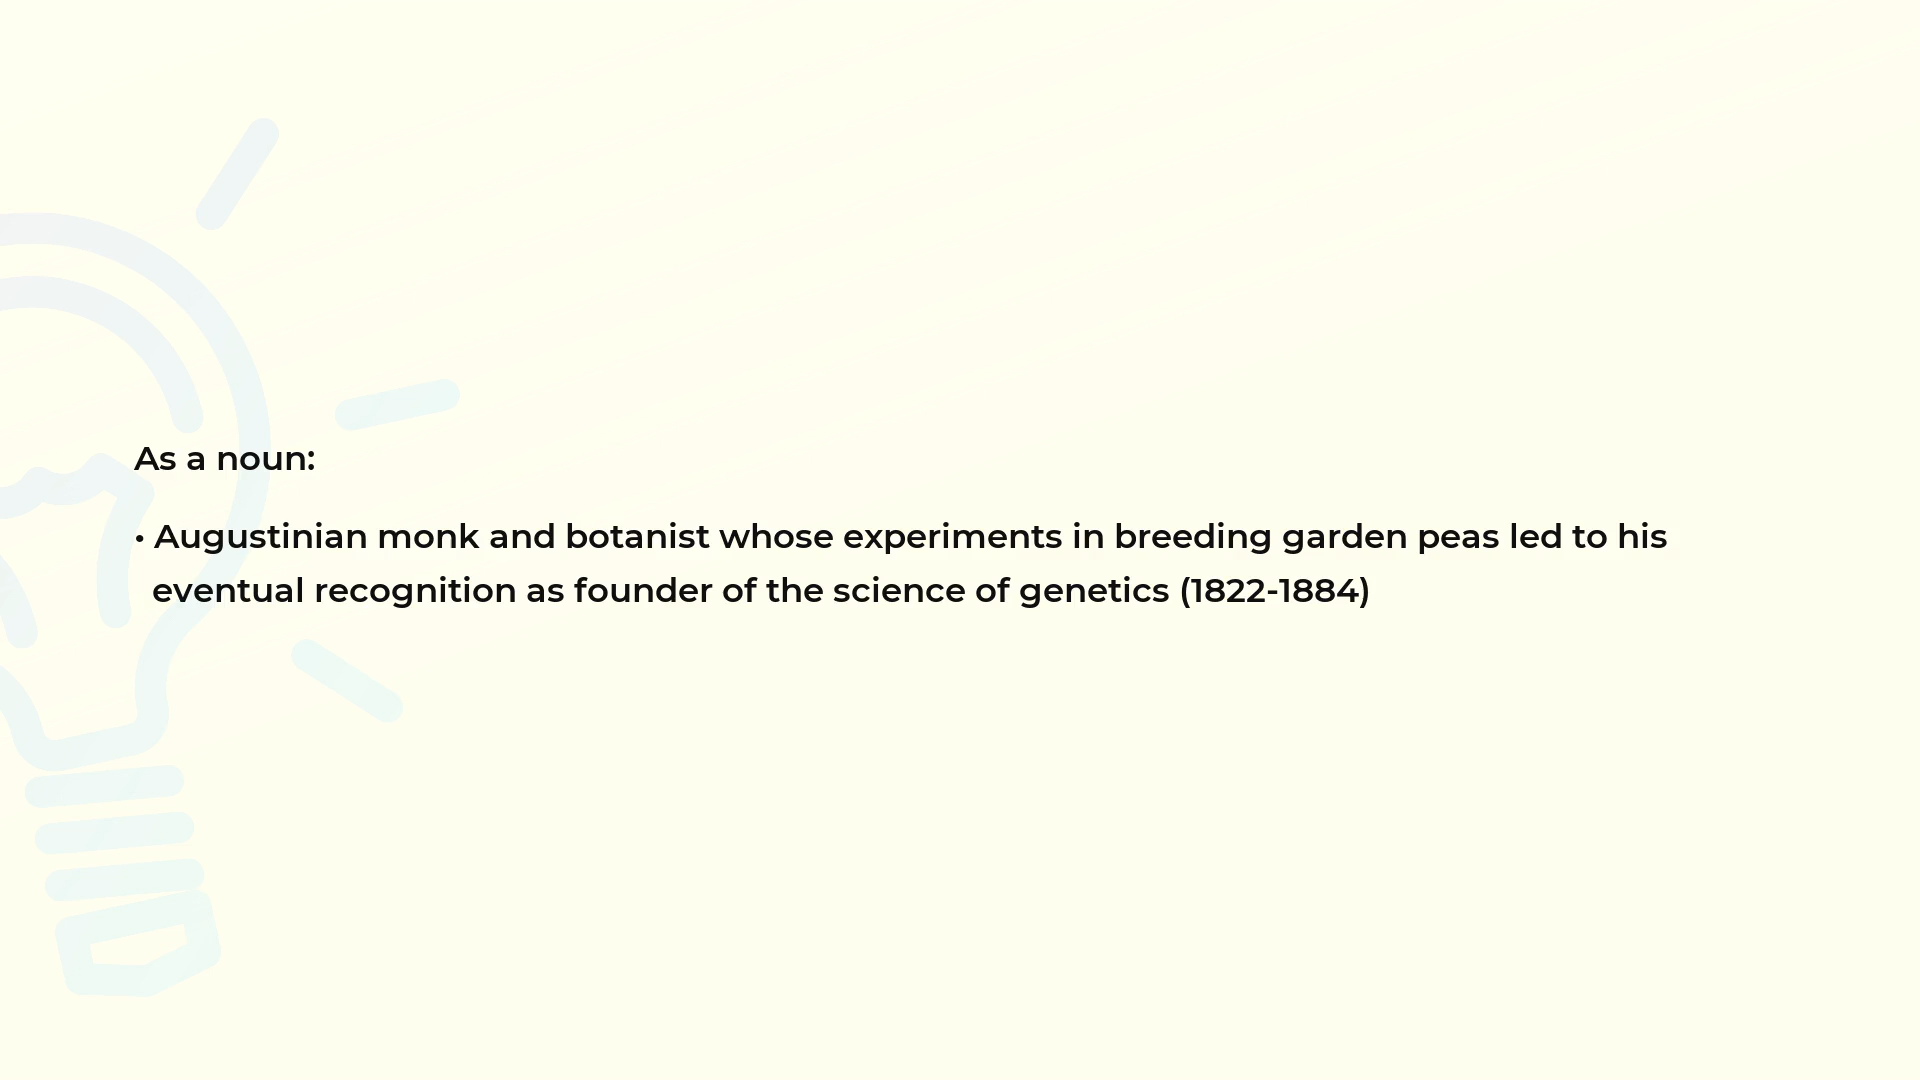 As a noun:
• Augustinian monk and botanist whose experiments in breeding garden peas led to his
eventual recognition as founder of the science of genetics (1822-1884)